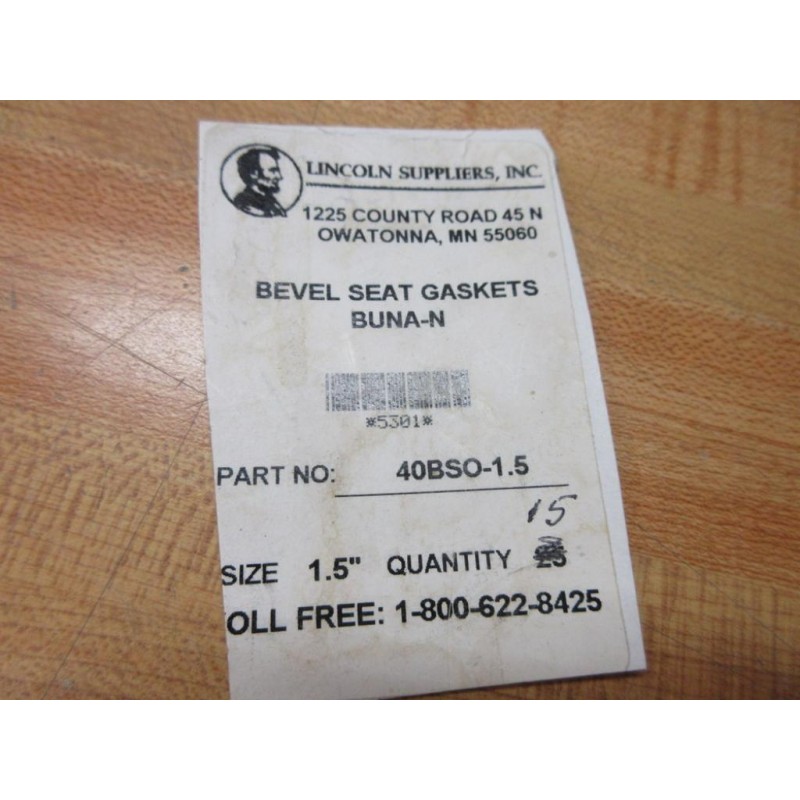 LINCOLN SUPPLIERS, INC.
1225 COUNTY ROAD 45 N
OWATONNA, MN 55060
BEVEL SEAT GASKETS
BUNA-N
*5301*
PART NO: 40BSO-1.5
15
SIZE 1.5" QUANTITY
OLL FREE: 1-800-622-8425